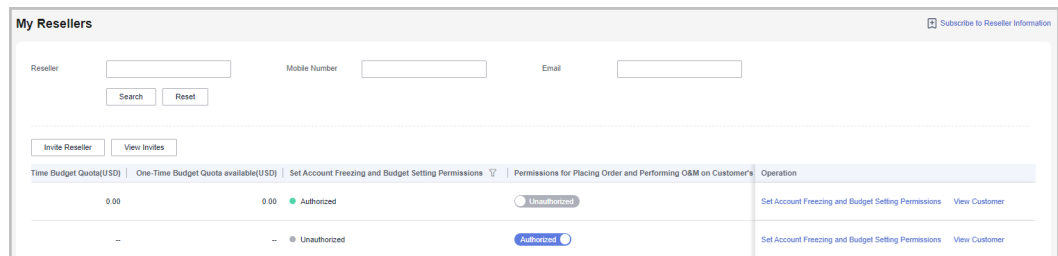 My Resellers
Subscribe to Reseller Information
Reseller Mobile Number Email
Search Reset
Invite Reseller View Invites
Time Budget Quota(USD) One-Time Budget Quota available(USD) Set Account Freezing and Budget Setting Permissions Permissions for Placing Order and Performing O&M on Customer's Operation
0.00 0.00 Authorized Unauthorized Set Account Freezing and Budget Setting Permissions View Customer
-- -- Unauthorized Authorized Set Account Freezing and Budget Setting Permissions View Customer